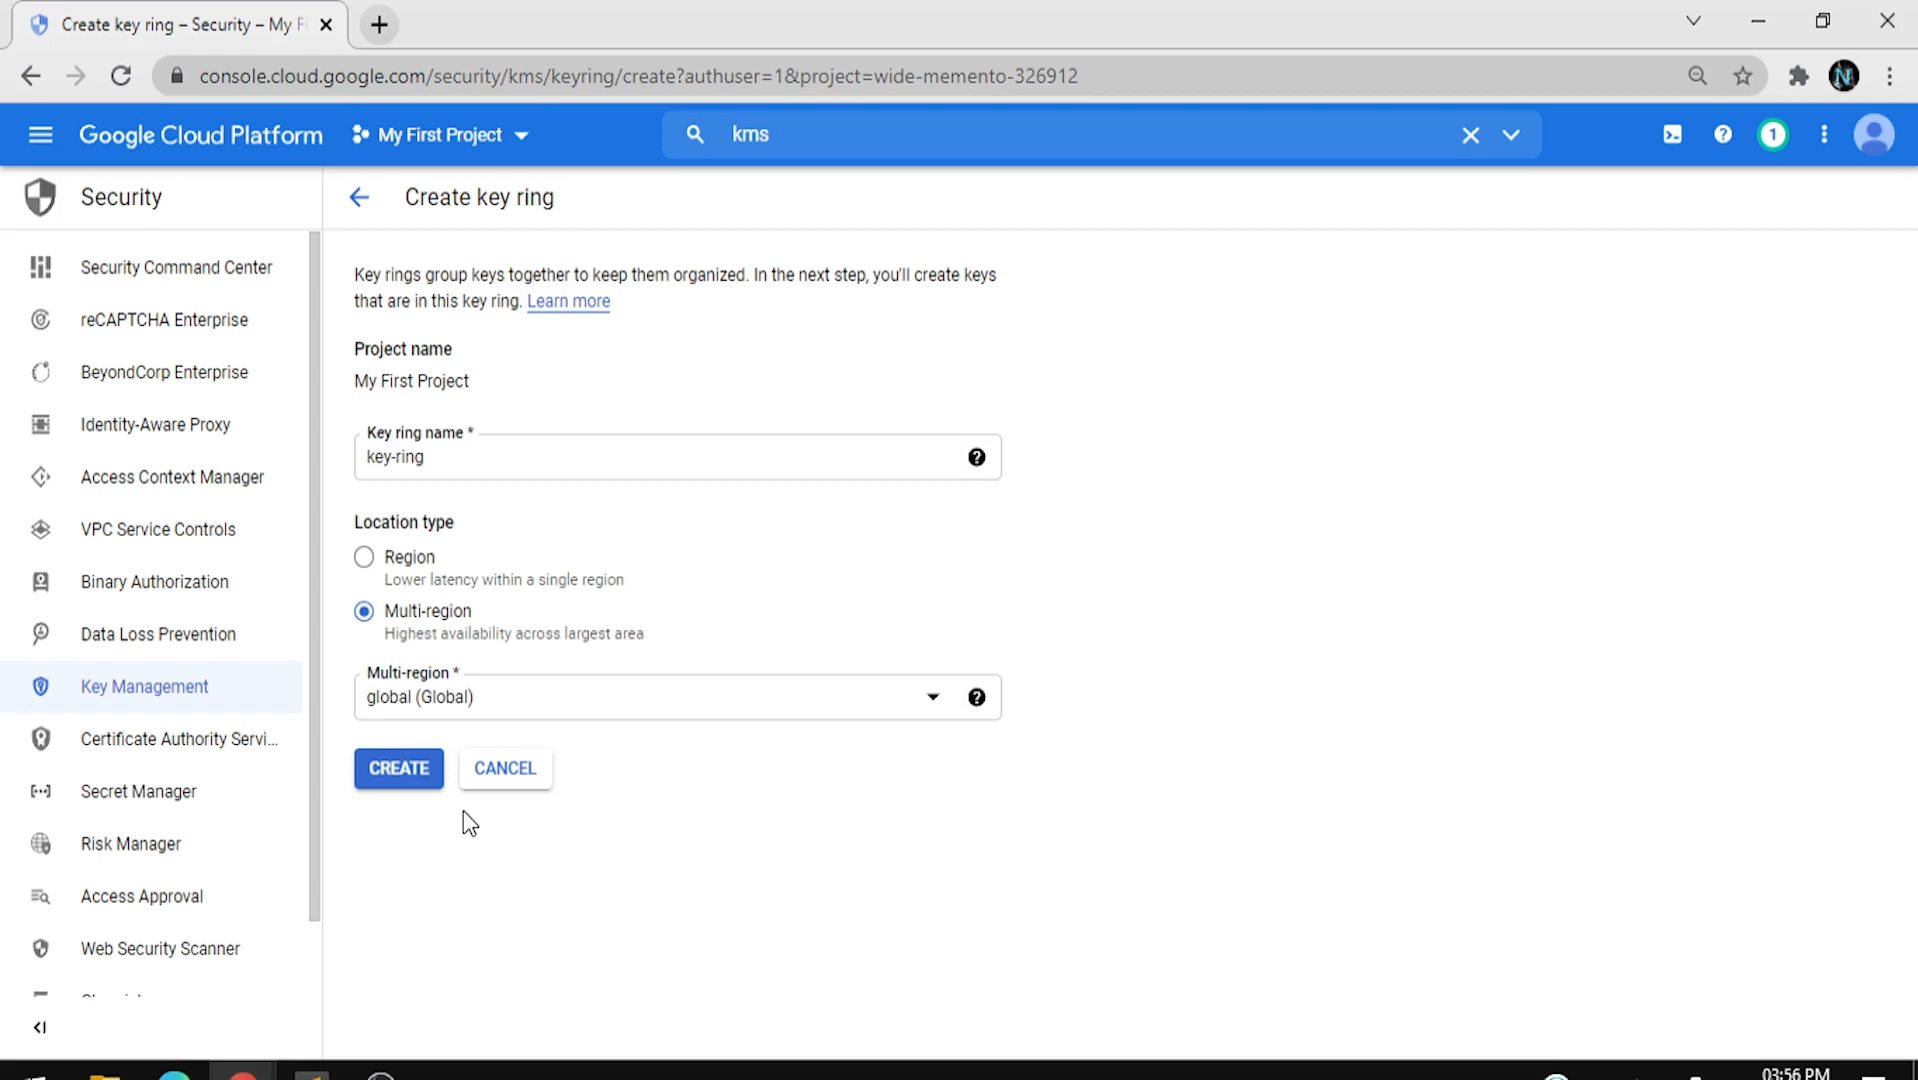 Create key ring – Security – My Fi
console.cloud.google.com/security/kms/keyring/create?authuser=1&project=wide-memento-326912
N
Google Cloud Platform
My First Project
kms
1
Security
Create key ring
Security Command Center
reCAPTCHA Enterprise
BeyondCorp Enterprise
Identity-Aware Proxy
Access Context Manager
VPC Service Controls
Binary Authorization
Data Loss Prevention
Key Management
Certificate Authority Servi...
Secret Manager
Risk Manager
Access Approval
Web Security Scanner
Key rings group keys together to keep them organized. In the next step, you'll create keys
that are in this key ring. Learn more
Project name
My First Project
Key ring name *
key-ring
Location type
Region
Lower latency within a single region
Multi-region
Highest availability across largest area
Multi-region *
global (Global)
CREATE
CANCEL
03:56 PM